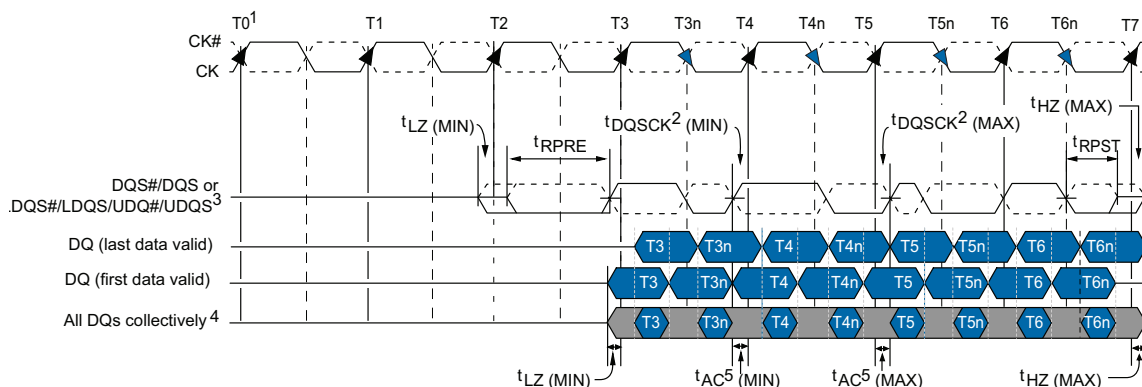 T0¹ T1 T2 T3 T3n T4 T4n T5 T5n T6 T6n T7
CK#
CK
tLZ (MIN) tRPRE tDQSCK² (MIN) tDQSCK² (MAX) tHZ (MAX) tRPST
DQS#/DQS or
LDQS#/LDQS/UDQ#/UDQS³
DQ (last data valid) T3 T3n T4 T4n T5 T5n T6 T6n
DQ (first data valid) T3 T3n T4 T4n T5 T5n T6 T6n
All DQs collectively⁴ T3 T3n T4 T4n T5 T5n T6 T6n
tLZ (MIN) tAC⁵ (MIN) tAC⁵ (MAX) tHZ (MAX)